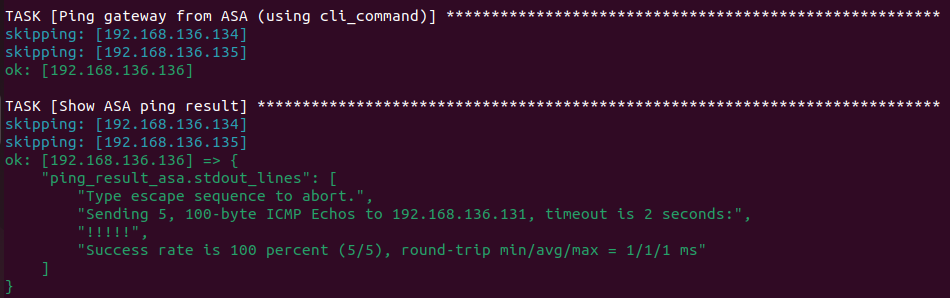 TASK [Ping gateway from ASA (using cli_command)] *******************************************************
skipping: [192.168.136.134]
skipping: [192.168.136.135]
ok: [192.168.136.136]
TASK [Show ASA ping result] ****************************************************************************
skipping: [192.168.136.134]
skipping: [192.168.136.135]
ok: [192.168.136.136] => {
    "ping_result_asa.stdout_lines": [
        "Type escape sequence to abort.",
        "Sending 5, 100-byte ICMP Echos to 192.168.136.131, timeout is 2 seconds:",
        "!!!!!",
        "Success rate is 100 percent (5/5), round-trip min/avg/max = 1/1/1 ms"
    ]
}